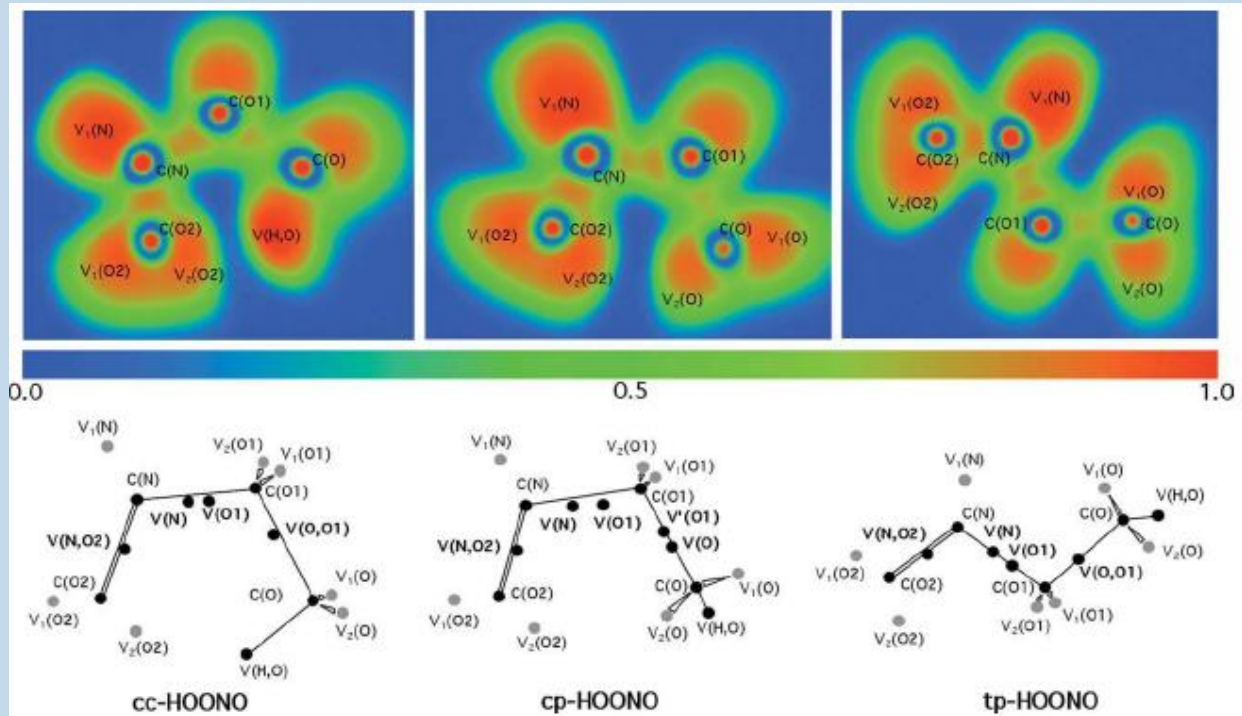 C(O1)
V₁(N)
C(O)
C(N)
V(H,O)
C(O2)
V₁(O2)
V₂(O2)
V₁(N)
C(O1)
C(N)
V₁(O2)
C(O2)
C(O)
V₁(O)
V₂(O2)
V₂(O)
V₁(O2)
V₁(N)
C(O2)
C(N)
V₁(O)
V₂(O2)
C(O1)
C(O)
V₂(O)
0.0
0.5
1.0
V₁(N)
V₂(O1)
V₁(O1)
C(N)
C(O1)
V(N)
V(O1)
V(O,O1)
V(N,O2)
C(O2)
C(O)
V₁(O)
V₁(O2)
V₂(O)
V₂(O2)
V(H,O)
cc-HOONO
V₁(N)
V₂(O1)
V₁(O1)
C(N)
C(O1)
V(N)
V(O1)
V'(O1)
V(O)
V(N,O2)
C(O2)
C(O)
V₁(O)
V₁(O2)
V₂(O)
V₂(O2)
V(H,O)
cp-HOONO
V₁(N)
V₁(O)
V(H,O)
C(N)
C(O)
V(N,O2)
V(N)
V(O1)
V₂(O)
V₁(O2)
C(O2)
C(O1)
V(O,O1)
V₂(O1)
V₁(O1)
V₂(O2)
tp-HOONO